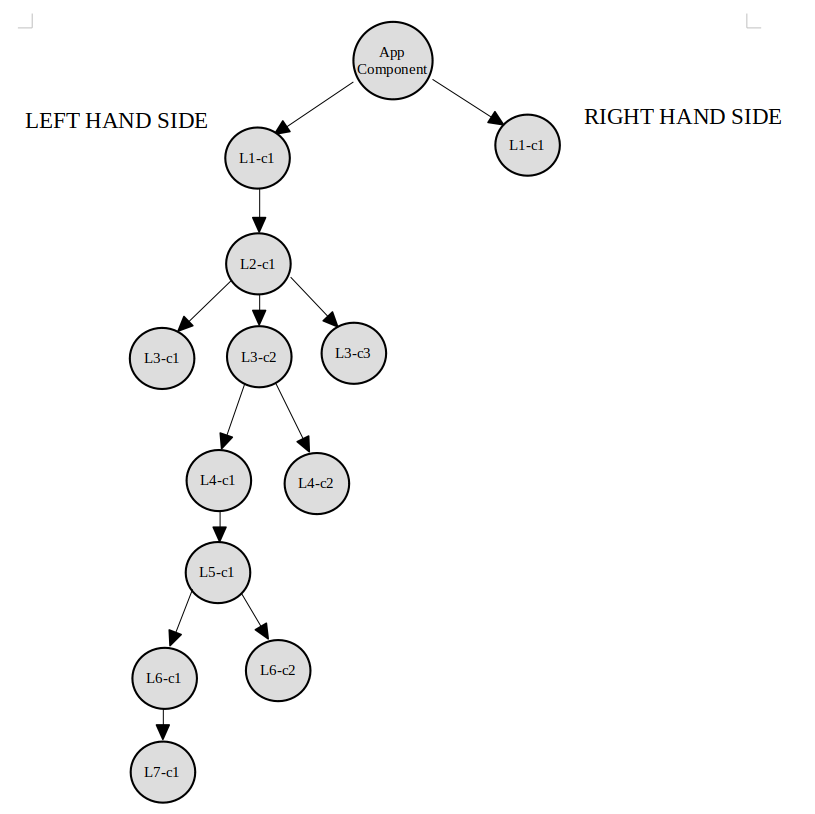 App
Component
LEFT HAND SIDE
RIGHT HAND SIDE
L1-c1
L1-c1
L2-c1
L3-c1
L3-c2
L3-c3
L4-c1
L4-c2
L5-c1
L6-c1
L6-c2
L7-c1